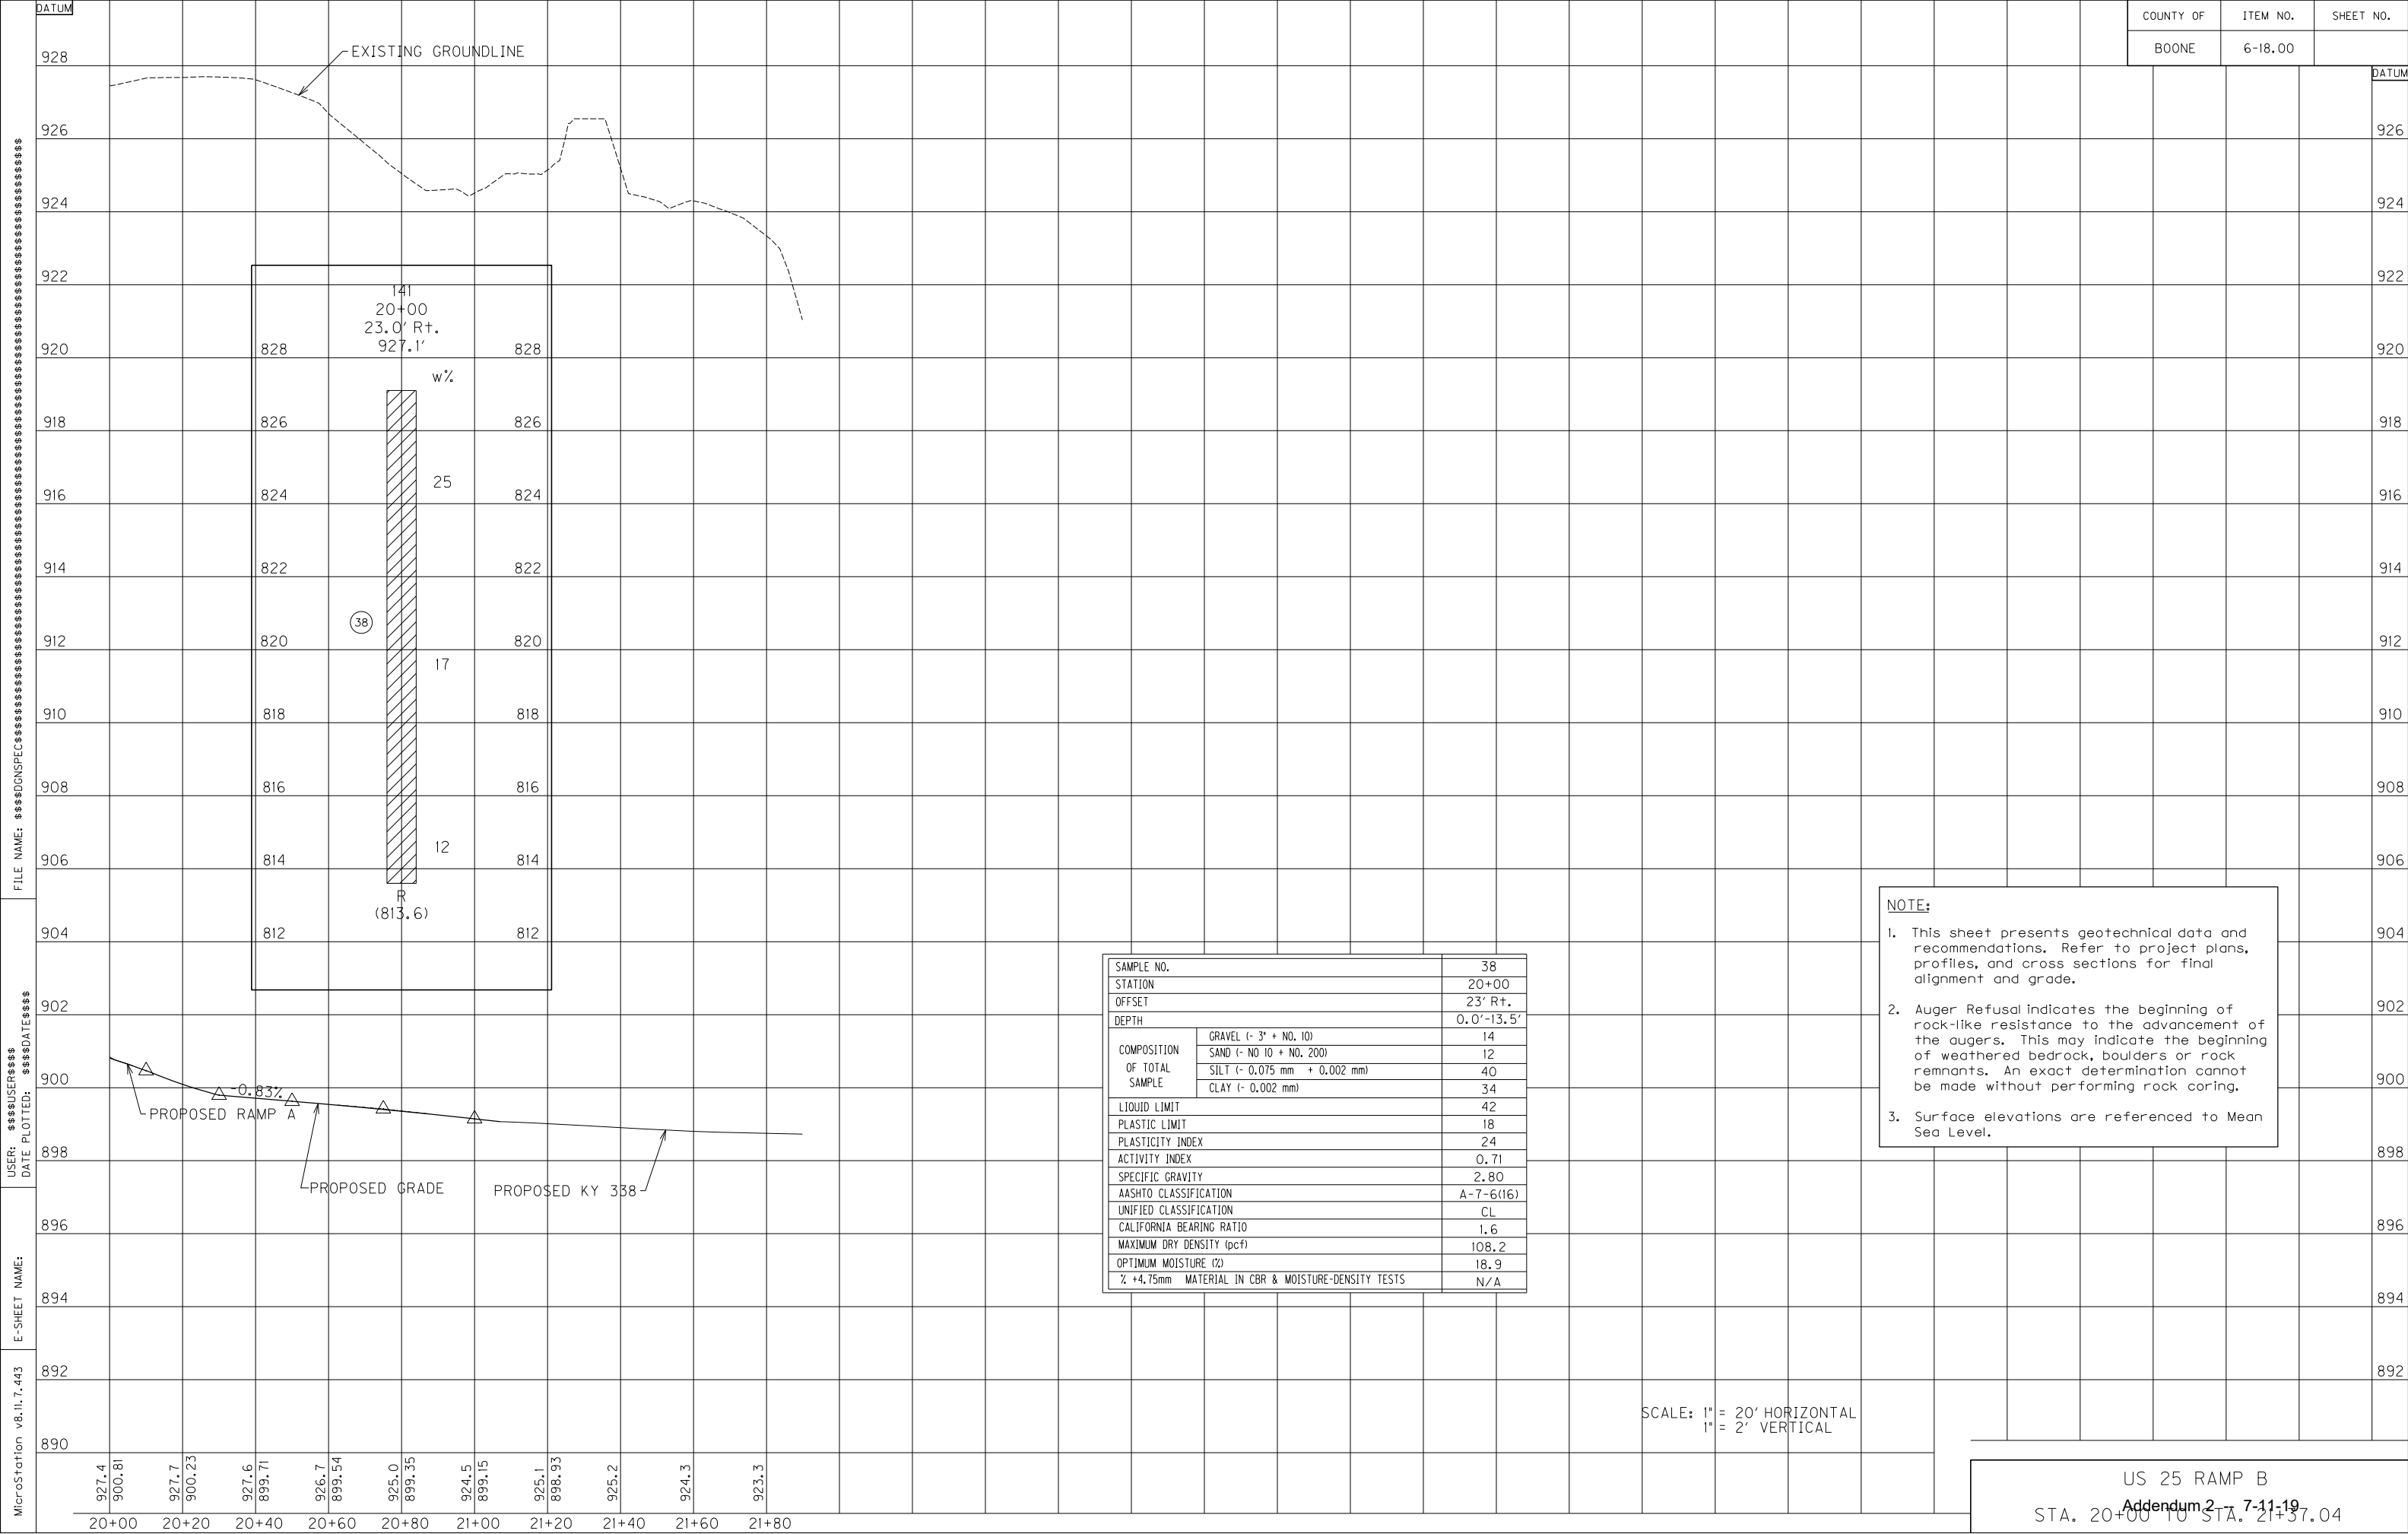 DATUM
COUNTY OF ITEM NO. SHEET NO.
BOONE 6-18.00
DATUM
EXISTING GROUNDLINE
928
926 926
924 924
922 922
141
20+00
23.0' Rt.
927.1'
920 828 828 920
w%
918 826 826 918
25
916 824 824 916
914 822 822 914
38
912 820 820 912
17
910 818 818 910
908 816 816 908
12
906 814 814 906
R
(813.6)
904 812 812 904
902 902
900 900
-0.83%
PROPOSED RAMP A
898 898
PROPOSED GRADE
PROPOSED KY 338
896 896
894 894
892 892
890
SAMPLE NO. 38
STATION 20+00
OFFSET 23' Rt.
DEPTH 0.0'-13.5'
COMPOSITION OF TOTAL SAMPLE
GRAVEL (- 3" + NO. 10) 14
SAND (- NO 10 + NO. 200) 12
SILT (- 0.075 mm + 0.002 mm) 40
CLAY (- 0.002 mm) 34
LIQUID LIMIT 42
PLASTIC LIMIT 18
PLASTICITY INDEX 24
ACTIVITY INDEX 0.71
SPECIFIC GRAVITY 2.80
AASHTO CLASSIFICATION A-7-6(16)
UNIFIED CLASSIFICATION CL
CALIFORNIA BEARING RATIO 1.6
MAXIMUM DRY DENSITY (pcf) 108.2
OPTIMUM MOISTURE (%) 18.9
% +4.75mm MATERIAL IN CBR & MOISTURE-DENSITY TESTS N/A
NOTE:
1. This sheet presents geotechnical data and
recommendations. Refer to project plans,
profiles, and cross sections for final
alignment and grade.
2. Auger Refusal indicates the beginning of
rock-like resistance to the advancement of
the augers. This may indicate the beginning
of weathered bedrock, boulders or rock
remnants. An exact determination cannot
be made without performing rock coring.
3. Surface elevations are referenced to Mean
Sea Level.
SCALE: 1" = 20' HORIZONTAL
1" = 2' VERTICAL
927.4 927.7 927.6 926.7 925.0 924.5 925.1 925.2 924.3 923.3
900.81 900.23 899.71 899.54 899.35 899.15 898.93
20+00 20+20 20+40 20+60 20+80 21+00 21+20 21+40 21+60 21+80
US 25 RAMP B
Addendum 2 -- 7-11-19
STA. 20+00 TO STA. 21+37.04
MicroStation v8.11.7.443
E-SHEET NAME:
USER: $$$$USER$$$$
DATE PLOTTED: $$$$DATE$$$$